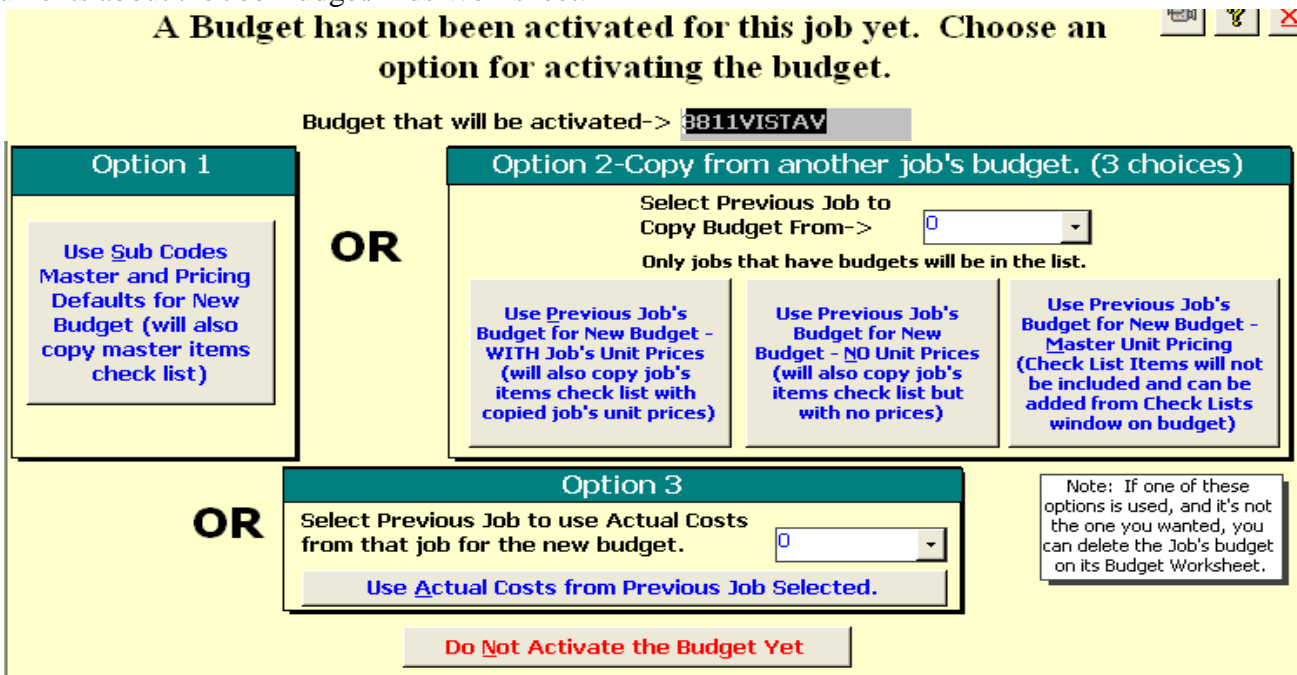 A Budget has not been activated for this job yet. Choose an
option for activating the budget.
?
X
Budget that will be activated-> 8811VISTAV
Option 1
Use Sub Codes
Master and Pricing
Defaults for New
Budget (will also
copy master items
check list)
OR
Option 2-Copy from another job's budget. (3 choices)
Select Previous Job to
Copy Budget From->
0
Only jobs that have budgets will be in the list.
Use Previous Job's
Budget for New Budget -
WITH Job's Unit Prices
(will also copy job's
items check list with
copied job's unit prices)
Use Previous Job's
Budget for New
Budget - NO Unit Prices
(will also copy job's
items check list but
with no prices)
Use Previous Job's
Budget for New Budget -
Master Unit Pricing
(Check List Items will not
be included and can be
added from Check Lists
window on budget)
OR
Option 3
Select Previous Job to use Actual Costs
from that job for the new budget.
0
Use Actual Costs from Previous Job Selected.
Note: If one of these
options is used, and it's not
the one you wanted, you
can delete the Job's budget
on its Budget Worksheet.
Do Not Activate the Budget Yet